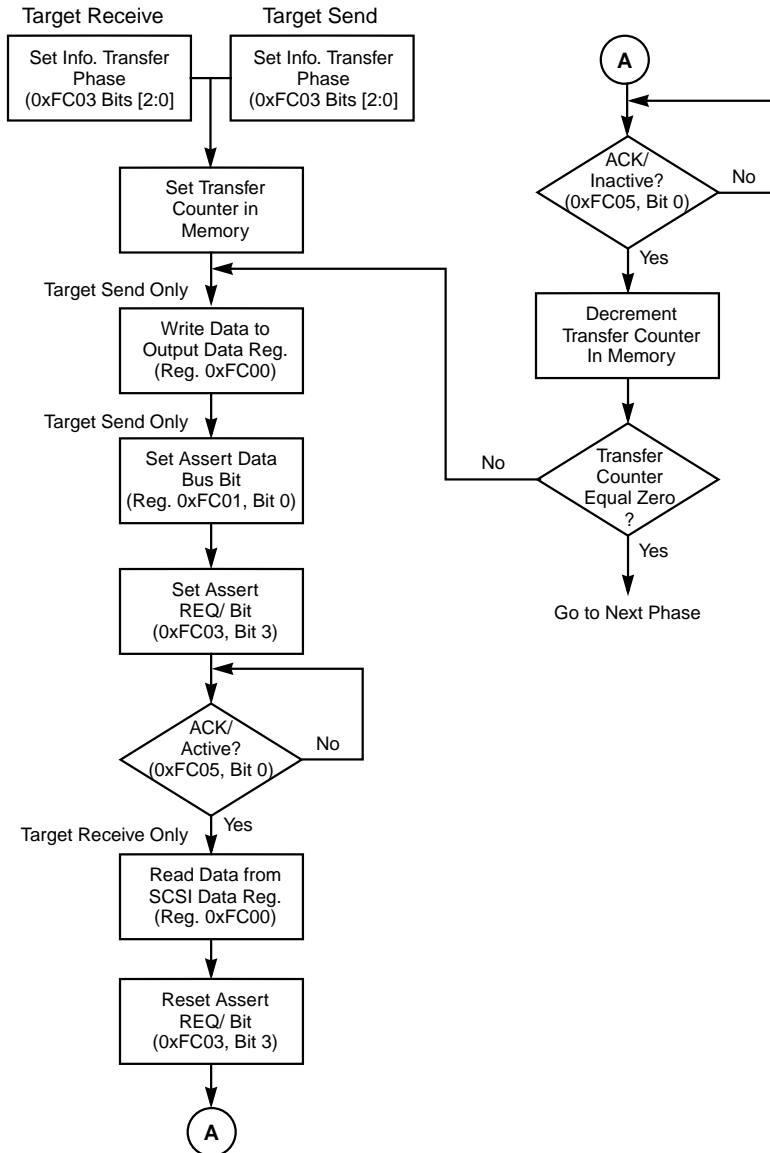 Target Receive
Target Send
Set Info. Transfer
Phase
(0xFC03 Bits [2:0]
Set Info. Transfer
Phase
(0xFC03 Bits [2:0]
Set Transfer
Counter in
Memory
Target Send Only
Write Data to
Output Data Reg.
(Reg. 0xFC00)
Target Send Only
Set Assert Data
Bus Bit
(Reg. 0xFC01, Bit 0)
Set Assert
REQ/ Bit
(0xFC03, Bit 3)
ACK/
Active?
(0xFC05, Bit 0)
No
Yes
Target Receive Only
Read Data from
SCSI Data Reg.
(Reg. 0xFC00)
Reset Assert
REQ/ Bit
(0xFC03, Bit 3)
A
A
ACK/
Inactive?
(0xFC05, Bit 0)
No
Yes
Decrement
Transfer Counter
In Memory
Transfer
Counter
Equal Zero
?
No
Yes
Go to Next Phase